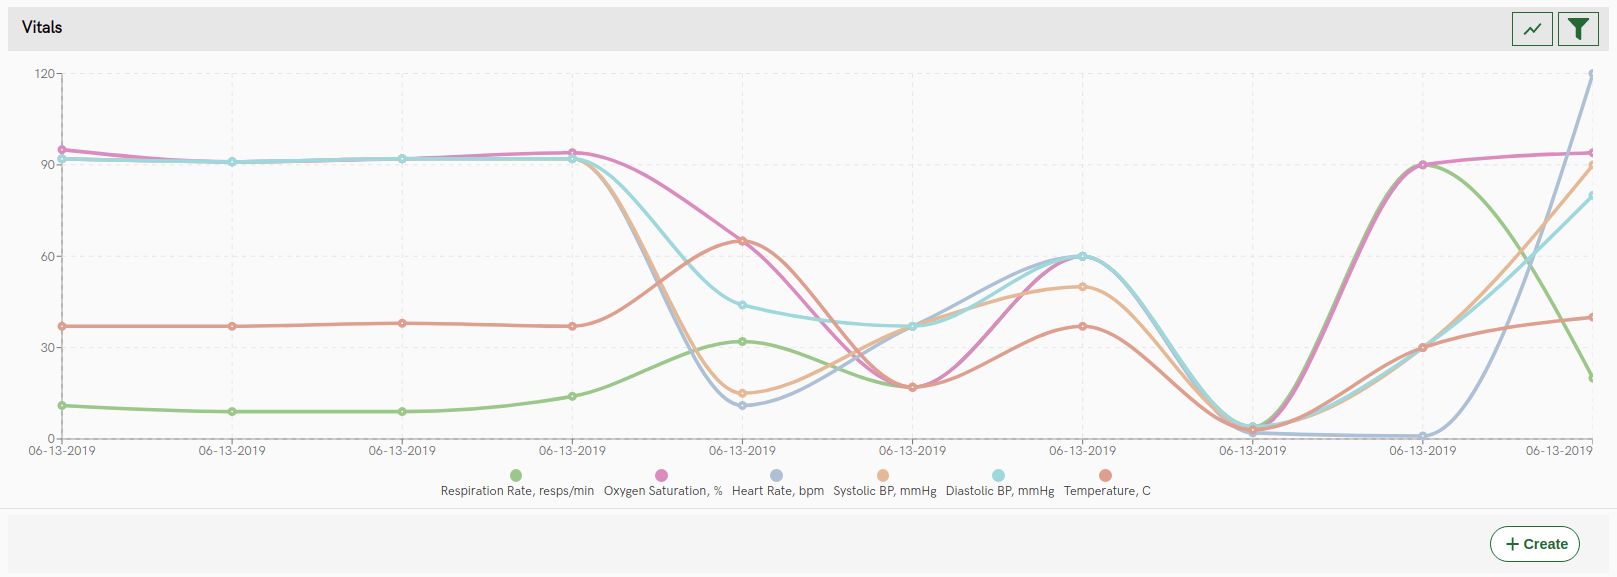 Vitals
120
90
60
30
0
06-13-2019 06-13-2019 06-13-2019 06-13-2019 06-13-2019 06-13-2019 06-13-2019 06-13-2019 06-13-2019 06-13-2019
Respiration Rate, resps/min Oxygen Saturation, % Heart Rate, bpm Systolic BP, mmHg Diastolic BP, mmHg Temperature, C
+ Create